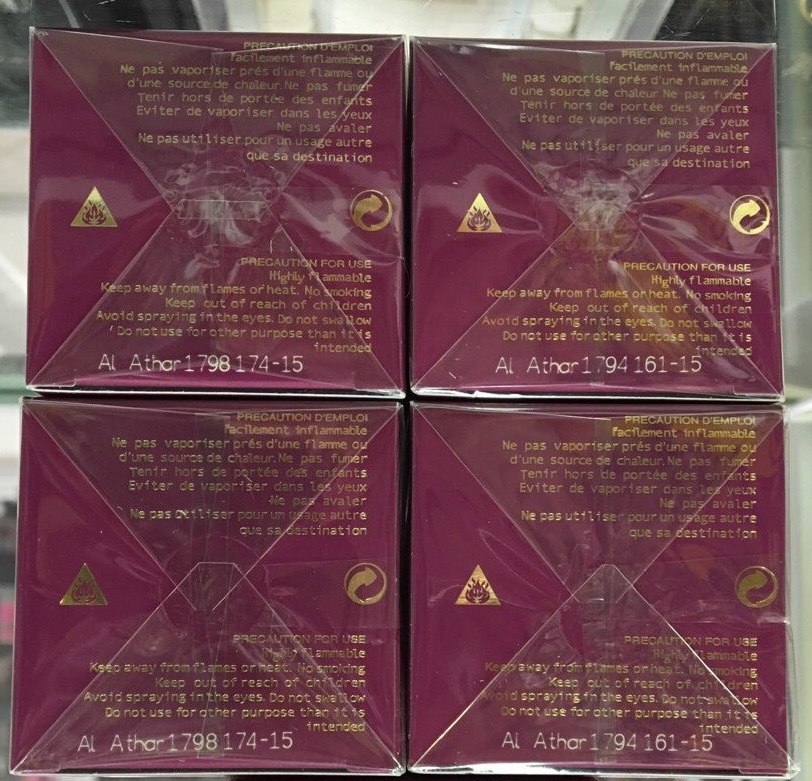 PRECAUTION D'EMPLOI
Facilement inflammable
Ne pas vaporiser prés d'une flamme ou
d'une source de chaleur. Ne pas fumer
Tenir hors de portée des enfants
Eviter de vaporiser dans les yeux
Ne pas avaler
Ne pas utiliser pour un usage autre
que sa destination
PRECAUTION FOR USE
Highly flammable
Keep away from flames or heat. No smoking
Keep out of reach of children
Avoid spraying in the eyes. Do not swallow
Do not use for other purpose than it is
intended
Al Athar 1798 174-15
PRECAUTION D'EMPLOI
Facilement inflammable
Ne pas vaporiser prés d'une flamme ou
d'une source de chaleur. Ne pas fumer
Tenir hors de portée des enfants
Eviter de vaporiser dans les yeux
Ne pas avaler
Ne pas utiliser pour un usage autre
que sa destination
PRECAUTION FOR USE
Highly flammable
Keep away from flames or heat. No smoking
Keep out of reach of children
Avoid spraying in the eyes. Do not swallow
Do not use for other purpose than it is
intended
Al Athar 1794 161-15
PRECAUTION D'EMPLOI
Facilement inflammable
Ne pas vaporiser prés d'une flamme ou
d'une source de chaleur. Ne pas fumer
Tenir hors de portée des enfants
Eviter de vaporiser dans les yeux
Ne pas avaler
Ne pas utiliser pour un usage autre
que sa destination
PRECAUTION FOR USE
Highly flammable
Keep away from flames or heat. No smoking
Keep out of reach of children
Avoid spraying in the eyes. Do not swallow
Do not use for other purpose than it is
intended
Al Athar 1798 174-15
PRECAUTION D'EMPLOI
Facilement inflammable
Ne pas vaporiser prés d'une flamme ou
d'une source de chaleur. Ne pas fumer
Tenir hors de portée des enfants
Eviter de vaporiser dans les yeux
Ne pas avaler
Ne pas utiliser pour un usage autre
que sa destination
PRECAUTION FOR USE
Highly flammable
Keep away from flames or heat. No smoking
Keep out of reach of children
Avoid spraying in the eyes. Do not swallow
Do not use for other purpose than it is
intended
Al Athar 1794 161-15